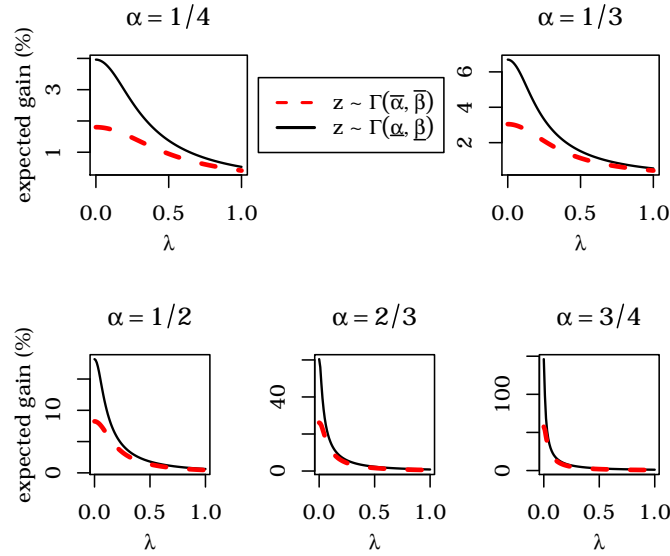 α = 1/4
α = 1/3
expected gain (%)
3
1
0.0 0.5 1.0
λ
z ~ Γ(α̅, β̅)
z ~ Γ(α̲, β̲)
6
4
2
0.0 0.5 1.0
λ
α = 1/2
α = 2/3
α = 3/4
expected gain (%)
10
0
0.0 0.5 1.0
λ
40
0
0.0 0.5 1.0
λ
100
0
0.0 0.5 1.0
λ